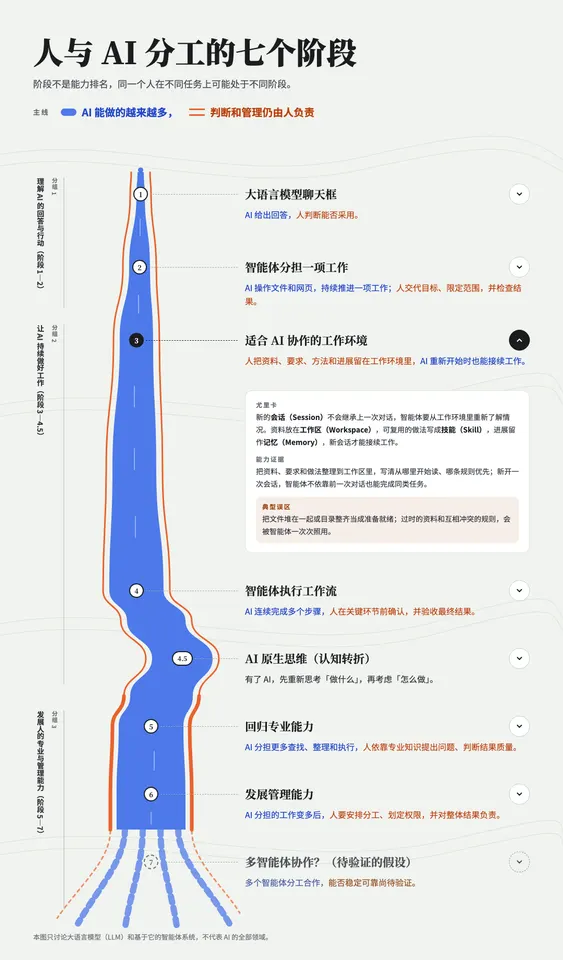 人与 AI 分工的七个阶段
阶段不是能力排名，同一个人在不同任务上可能处于不同阶段。
主线 AI 能做的越来越多， 判断和管理仍由人负责
分组 1
理解 AI 的回答与行动（阶段 1—2）
1
大语言模型聊天框
AI 给出回答，人判断能否采用。
2
智能体分担一项工作
AI 操作文件和网页，持续推进一项工作；人交代目标、限定范围，并检查结
果。
分组 2
让 AI 持续做好工作（阶段 3—4.5）
3
适合 AI 协作的工作环境
人把资料、要求、方法和进展留在工作环境里，AI 重新开始时也能接续工作。
尤里卡
新的会话（Session）不会继承上一次对话，智能体要从工作环境里重新了解情
况。资料放在工作区（Workspace），可复用的做法写成技能（Skill），进展留
作记忆（Memory），新会话才能接续工作。
能力证据
把资料、要求和做法整理到工作区里，写清从哪里开始读、哪条规则优先；新开一
次会话，智能体不依靠前一次对话也能完成同类任务。
典型误区
把文件堆在一起或目录整齐当成准备就绪；过时的资料和互相冲突的规则，会
被智能体一次次照用。
4
智能体执行工作流
AI 连续完成多个步骤，人在关键环节前确认，并验收最终结果。
4.5
AI 原生思维（认知转折）
有了 AI，先重新思考「做什么」，再考虑「怎么做」。
分组 3
发展人的专业与管理能力（阶段 5—7）
5
回归专业能力
AI 分担更多查找、整理和执行，人依靠专业知识提出问题、判断结果质量。
6
发展管理能力
AI 分担的工作变多后，人要安排分工、划定权限，并对整体结果负责。
7
多智能体协作？（待验证的假设）
多个智能体分工合作，能否稳定可靠尚待验证。
本图只讨论大语言模型（LLM）和基于它的智能体系统，不代表 AI 的全部领域。